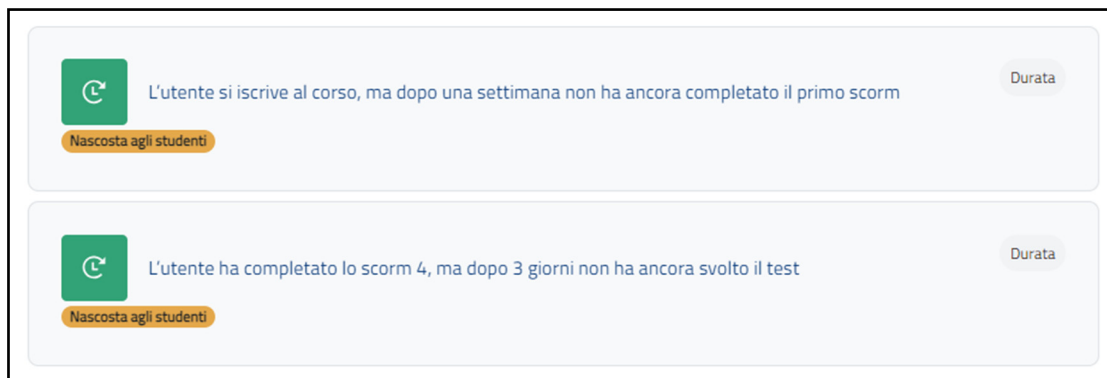 L'utente si iscrive al corso, ma dopo una settimana non ha ancora completato il primo scorm
Durata
Nascosta agli studenti
L'utente ha completato lo scorm 4, ma dopo 3 giorni non ha ancora svolto il test
Durata
Nascosta agli studenti